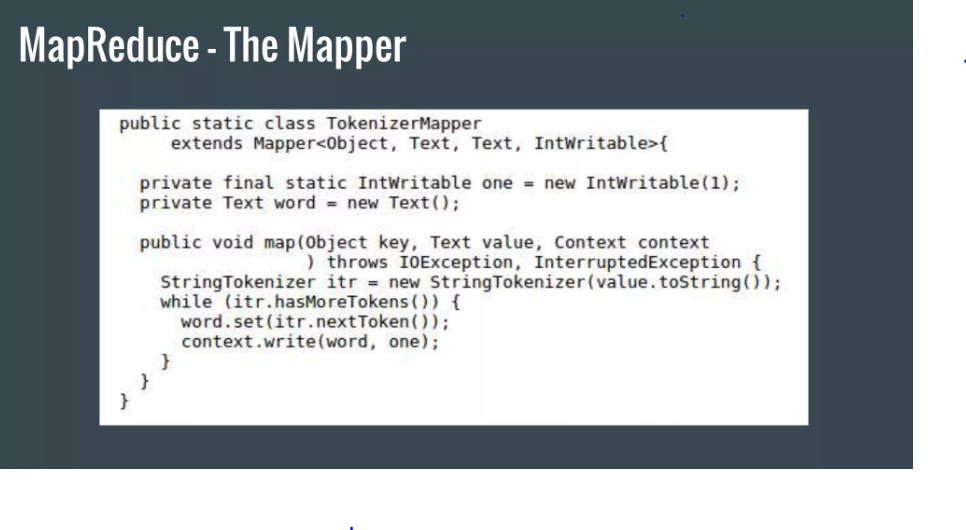 MapReduce - The Mapper
public static class TokenizerMapper
extends Mapper<Object, Text, Text, IntWritable>{
private final static IntWritable one = new IntWritable(1);
private Text word = new Text();
public void map(Object key, Text value, Context context
) throws IOException, InterruptedException {
StringTokenizer itr = new StringTokenizer(value.toString());
while (itr.hasMoreTokens()) {
word.set(itr.nextToken());
context.write(word, one);
}
}
}